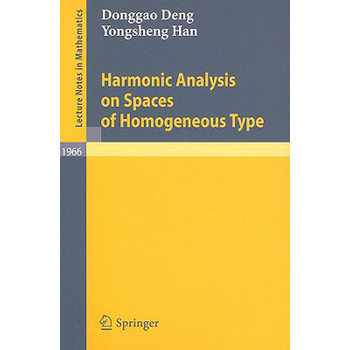 Donggao Deng
Yongsheng Han
Lecture Notes in Mathematics
1966
Harmonic Analysis
on Spaces
of Homogeneous Type
Springer